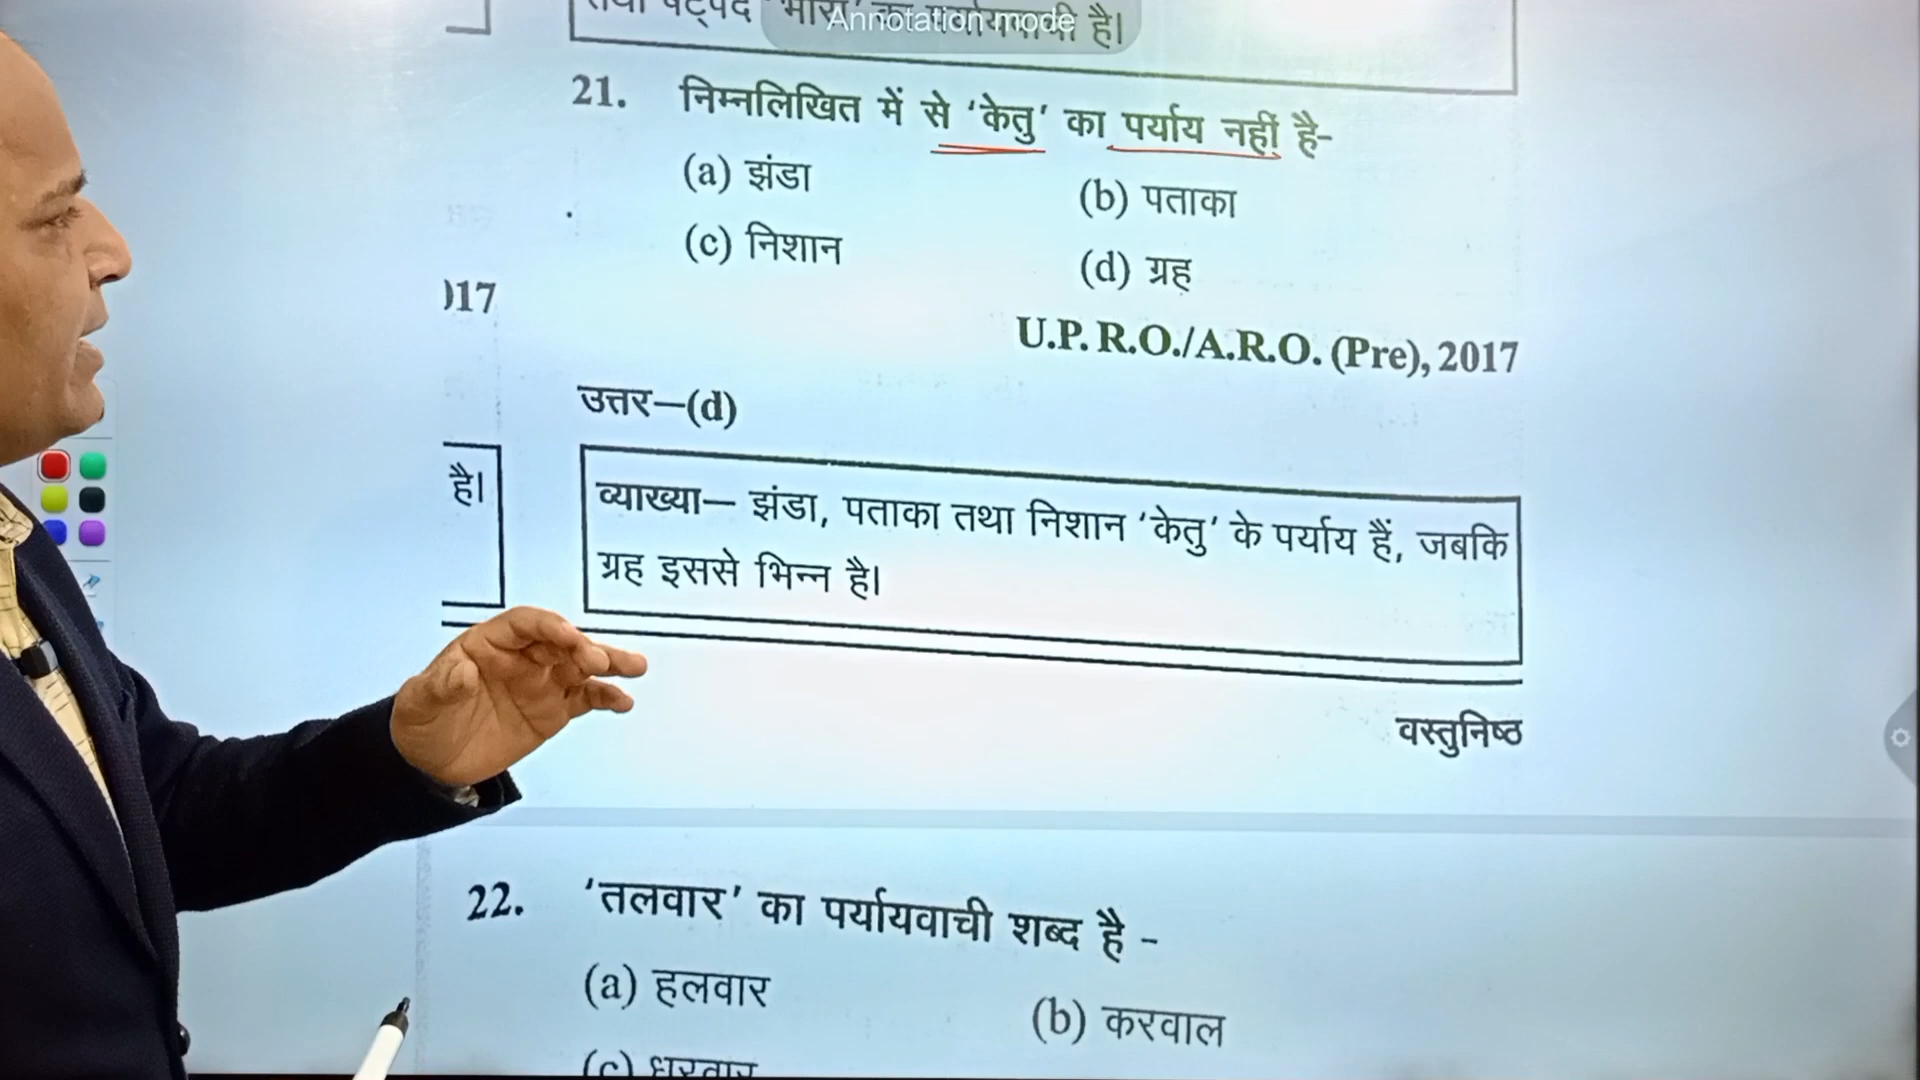 Annotation mode
है।
21. निम्नलिखित में से 'केतु' का पर्याय नहीं है-
(a) झंडा (b) पताका
(c) निशान (d) ग्रह
)17
U.P. R.O./A.R.O. (Pre), 2017
उत्तर—(d)
है।
व्याख्या— झंडा, पताका तथा निशान 'केतु' के पर्याय हैं, जबकि
ग्रह इससे भिन्न है।
वस्तुनिष्ठ
22. 'तलवार' का पर्यायवाची शब्द है -
(a) हलवार (b) करवाल
(c)